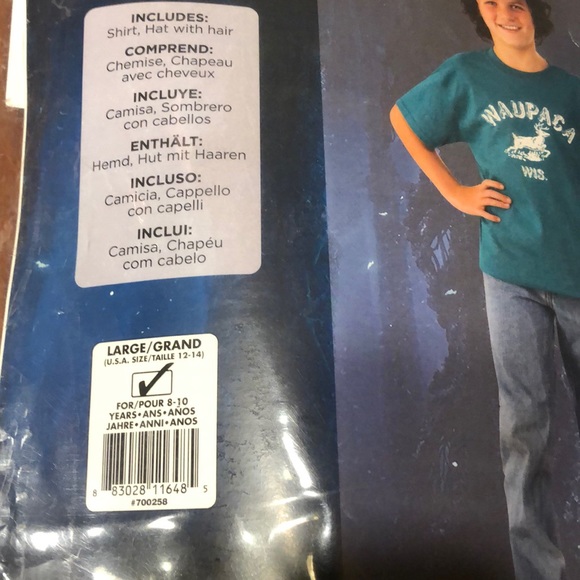 INCLUDES:
Shirt, Hat with hair
COMPREND:
Chemise, Chapeau
avec cheveux
INCLUYE:
Camisa, Sombrero
con cabellos
ENTHÄLT:
Hemd, Hut mit Haaren
INCLUSO:
Camicia, Cappello
con capelli
INCLUI:
Camisa, Chapéu
com cabelo
WAUPACA
WIS.
LARGE/GRAND
(U.S.A. SIZE/TAILLE 12-14)
FOR/POUR 8-10
YEARS•ANS•AÑOS
JAHRE•ANNI•ANOS
8 83028 11648 5
#700258